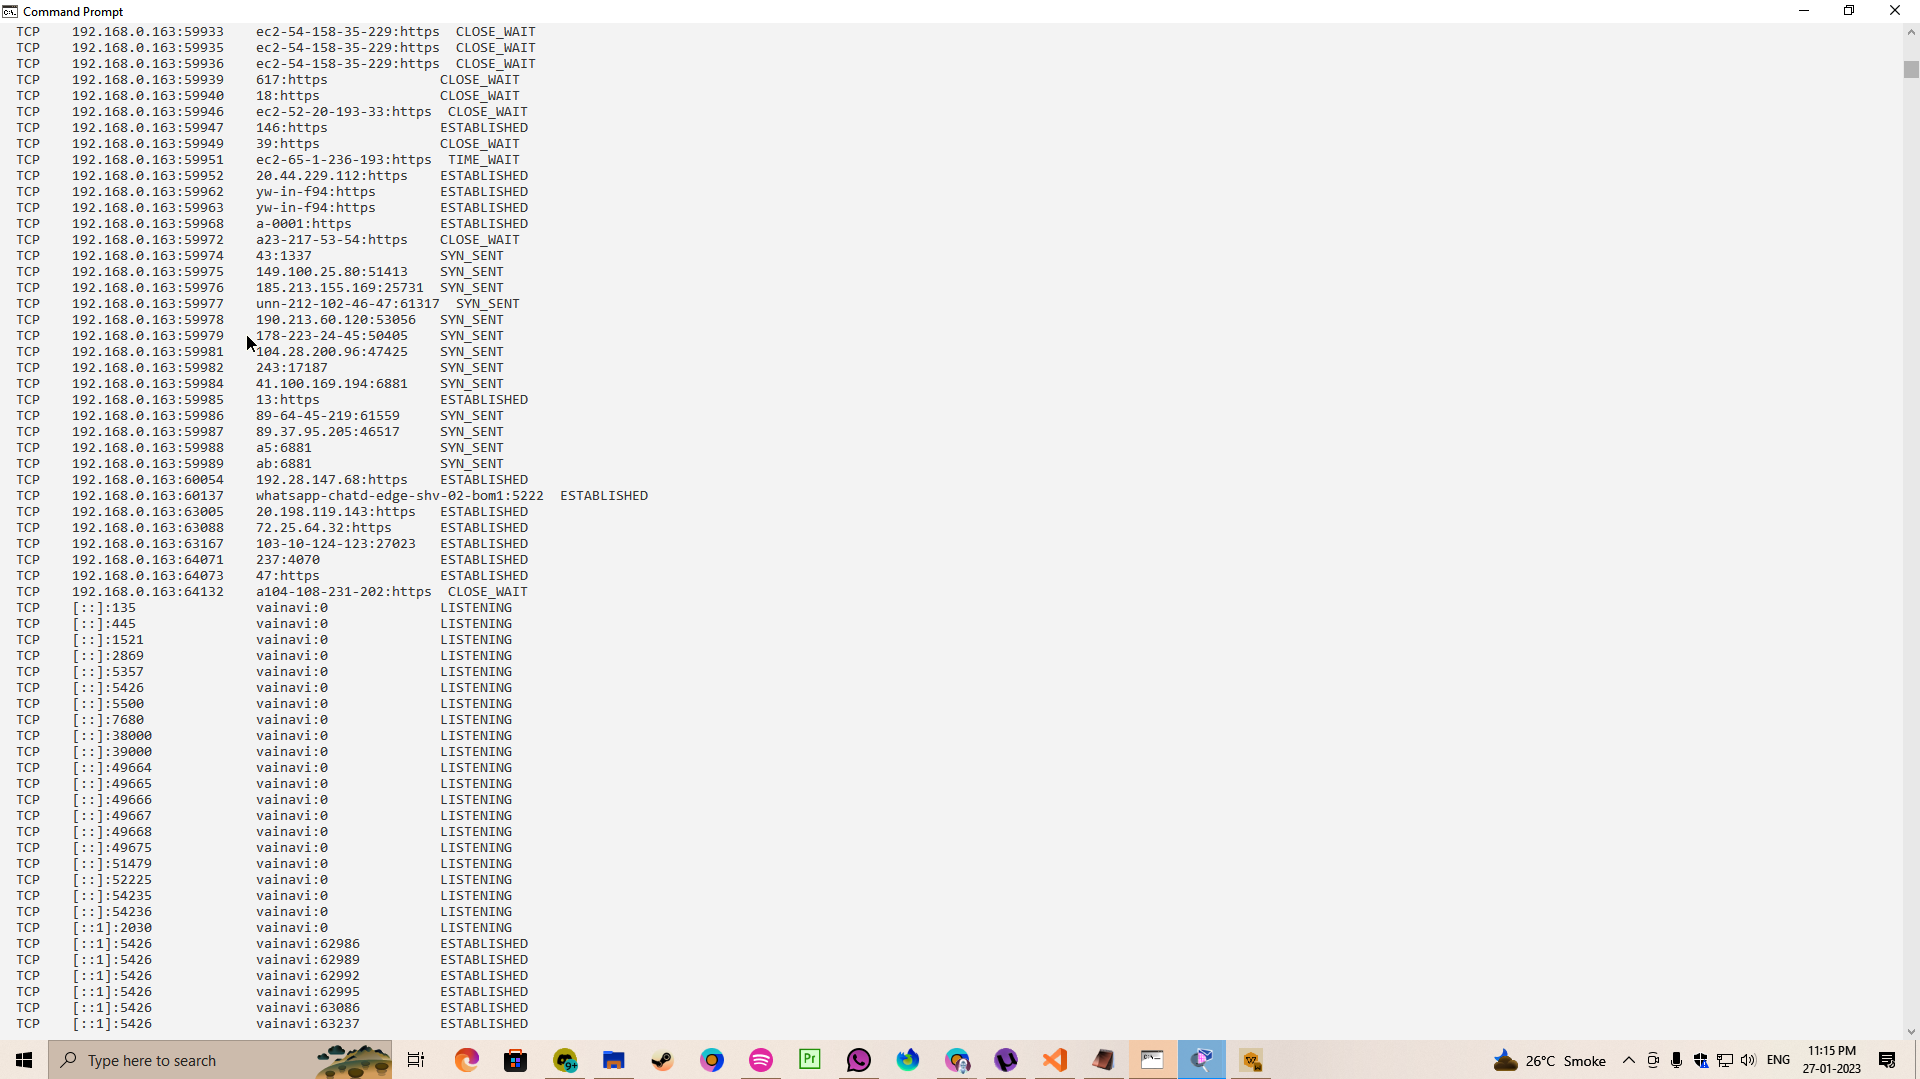 Command Prompt
TCP 192.168.0.163:59933 ec2-54-158-35-229:https CLOSE_WAIT
TCP 192.168.0.163:59935 ec2-54-158-35-229:https CLOSE_WAIT
TCP 192.168.0.163:59936 ec2-54-158-35-229:https CLOSE_WAIT
TCP 192.168.0.163:59939 617:https CLOSE_WAIT
TCP 192.168.0.163:59940 18:https CLOSE_WAIT
TCP 192.168.0.163:59946 ec2-52-20-193-33:https CLOSE_WAIT
TCP 192.168.0.163:59947 146:https ESTABLISHED
TCP 192.168.0.163:59949 39:https CLOSE_WAIT
TCP 192.168.0.163:59951 ec2-65-1-236-193:https TIME_WAIT
TCP 192.168.0.163:59952 20.44.229.112:https ESTABLISHED
TCP 192.168.0.163:59962 yw-in-f94:https ESTABLISHED
TCP 192.168.0.163:59963 yw-in-f94:https ESTABLISHED
TCP 192.168.0.163:59968 a-0001:https ESTABLISHED
TCP 192.168.0.163:59972 a23-217-53-54:https CLOSE_WAIT
TCP 192.168.0.163:59974 43:1337 SYN_SENT
TCP 192.168.0.163:59975 149.100.25.80:51413 SYN_SENT
TCP 192.168.0.163:59976 185.213.155.169:25731 SYN_SENT
TCP 192.168.0.163:59977 unn-212-102-46-47:61317 SYN_SENT
TCP 192.168.0.163:59978 190.213.60.120:53056 SYN_SENT
TCP 192.168.0.163:59979 178-223-24-45:50405 SYN_SENT
TCP 192.168.0.163:59981 104.28.200.96:47425 SYN_SENT
TCP 192.168.0.163:59982 243:17187 SYN_SENT
TCP 192.168.0.163:59984 41.100.169.194:6881 SYN_SENT
TCP 192.168.0.163:59985 13:https ESTABLISHED
TCP 192.168.0.163:59986 89-64-45-219:61559 SYN_SENT
TCP 192.168.0.163:59987 89.37.95.205:46517 SYN_SENT
TCP 192.168.0.163:59988 a5:6881 SYN_SENT
TCP 192.168.0.163:59989 ab:6881 SYN_SENT
TCP 192.168.0.163:60054 192.28.147.68:https ESTABLISHED
TCP 192.168.0.163:60137 whatsapp-chatd-edge-shv-02-bom1:5222 ESTABLISHED
TCP 192.168.0.163:63005 20.198.119.143:https ESTABLISHED
TCP 192.168.0.163:63088 72.25.64.32:https ESTABLISHED
TCP 192.168.0.163:63167 103-10-124-123:27023 ESTABLISHED
TCP 192.168.0.163:64071 237:4070 ESTABLISHED
TCP 192.168.0.163:64073 47:https ESTABLISHED
TCP 192.168.0.163:64132 a104-108-231-202:https CLOSE_WAIT
TCP [::]:135 vainavi:0 LISTENING
TCP [::]:445 vainavi:0 LISTENING
TCP [::]:1521 vainavi:0 LISTENING
TCP [::]:2869 vainavi:0 LISTENING
TCP [::]:5357 vainavi:0 LISTENING
TCP [::]:5426 vainavi:0 LISTENING
TCP [::]:5500 vainavi:0 LISTENING
TCP [::]:7680 vainavi:0 LISTENING
TCP [::]:38000 vainavi:0 LISTENING
TCP [::]:39000 vainavi:0 LISTENING
TCP [::]:49664 vainavi:0 LISTENING
TCP [::]:49665 vainavi:0 LISTENING
TCP [::]:49666 vainavi:0 LISTENING
TCP [::]:49667 vainavi:0 LISTENING
TCP [::]:49668 vainavi:0 LISTENING
TCP [::]:49675 vainavi:0 LISTENING
TCP [::]:51479 vainavi:0 LISTENING
TCP [::]:52225 vainavi:0 LISTENING
TCP [::]:54235 vainavi:0 LISTENING
TCP [::]:54236 vainavi:0 LISTENING
TCP [::1]:2030 vainavi:0 LISTENING
TCP [::1]:5426 vainavi:62986 ESTABLISHED
TCP [::1]:5426 vainavi:62989 ESTABLISHED
TCP [::1]:5426 vainavi:62992 ESTABLISHED
TCP [::1]:5426 vainavi:62995 ESTABLISHED
TCP [::1]:5426 vainavi:63086 ESTABLISHED
TCP [::1]:5426 vainavi:63237 ESTABLISHED
Type here to search 9+ Pr 26°C Smoke ENG 11:15 PM
27-01-2023